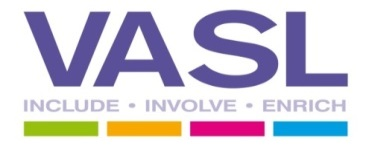 VASL
INCLUDE • INVOLVE • ENRICH